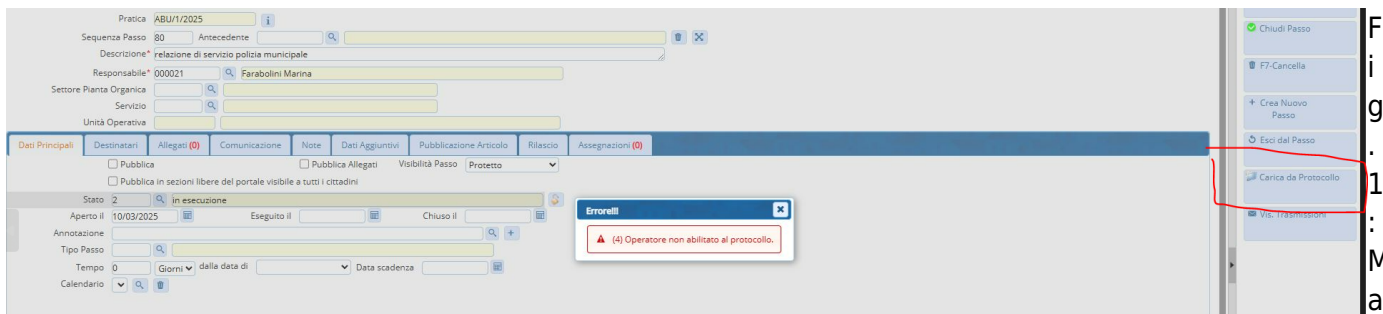 Pratica ABU/1/2025 i
Sequenza Passo 80 Antecedente
Descrizione* relazione di servizio polizia municipale
Responsabile* 000021 Farabolini Marina
Settore Pianta Organica
Servizio
Unità Operativa
Dati Principali Destinatari Allegati (0) Comunicazione Note Dati Aggiuntivi Pubblicazione Articolo Rilascio Assegnazioni (0)
Pubblica Pubblica Allegati Visibilità Passo Protetto
Pubblica in sezioni libere del portale visibile a tutti i cittadini
Stato 2 in esecuzione
Aperto il 10/03/2025 Eseguito il Chiuso il
Annotazione
Tipo Passo
Tempo 0 Giorni dalla data di Data scadenza
Calendario
Errore!!!
(4) Operatore non abilitato al protocollo.
Chiudi Passo
F7-Cancella
+ Crea Nuovo
Passo
Esci dal Passo
Carica da Protocollo
Vis. Trasmissioni
F
i
g
.
1
:
M
a